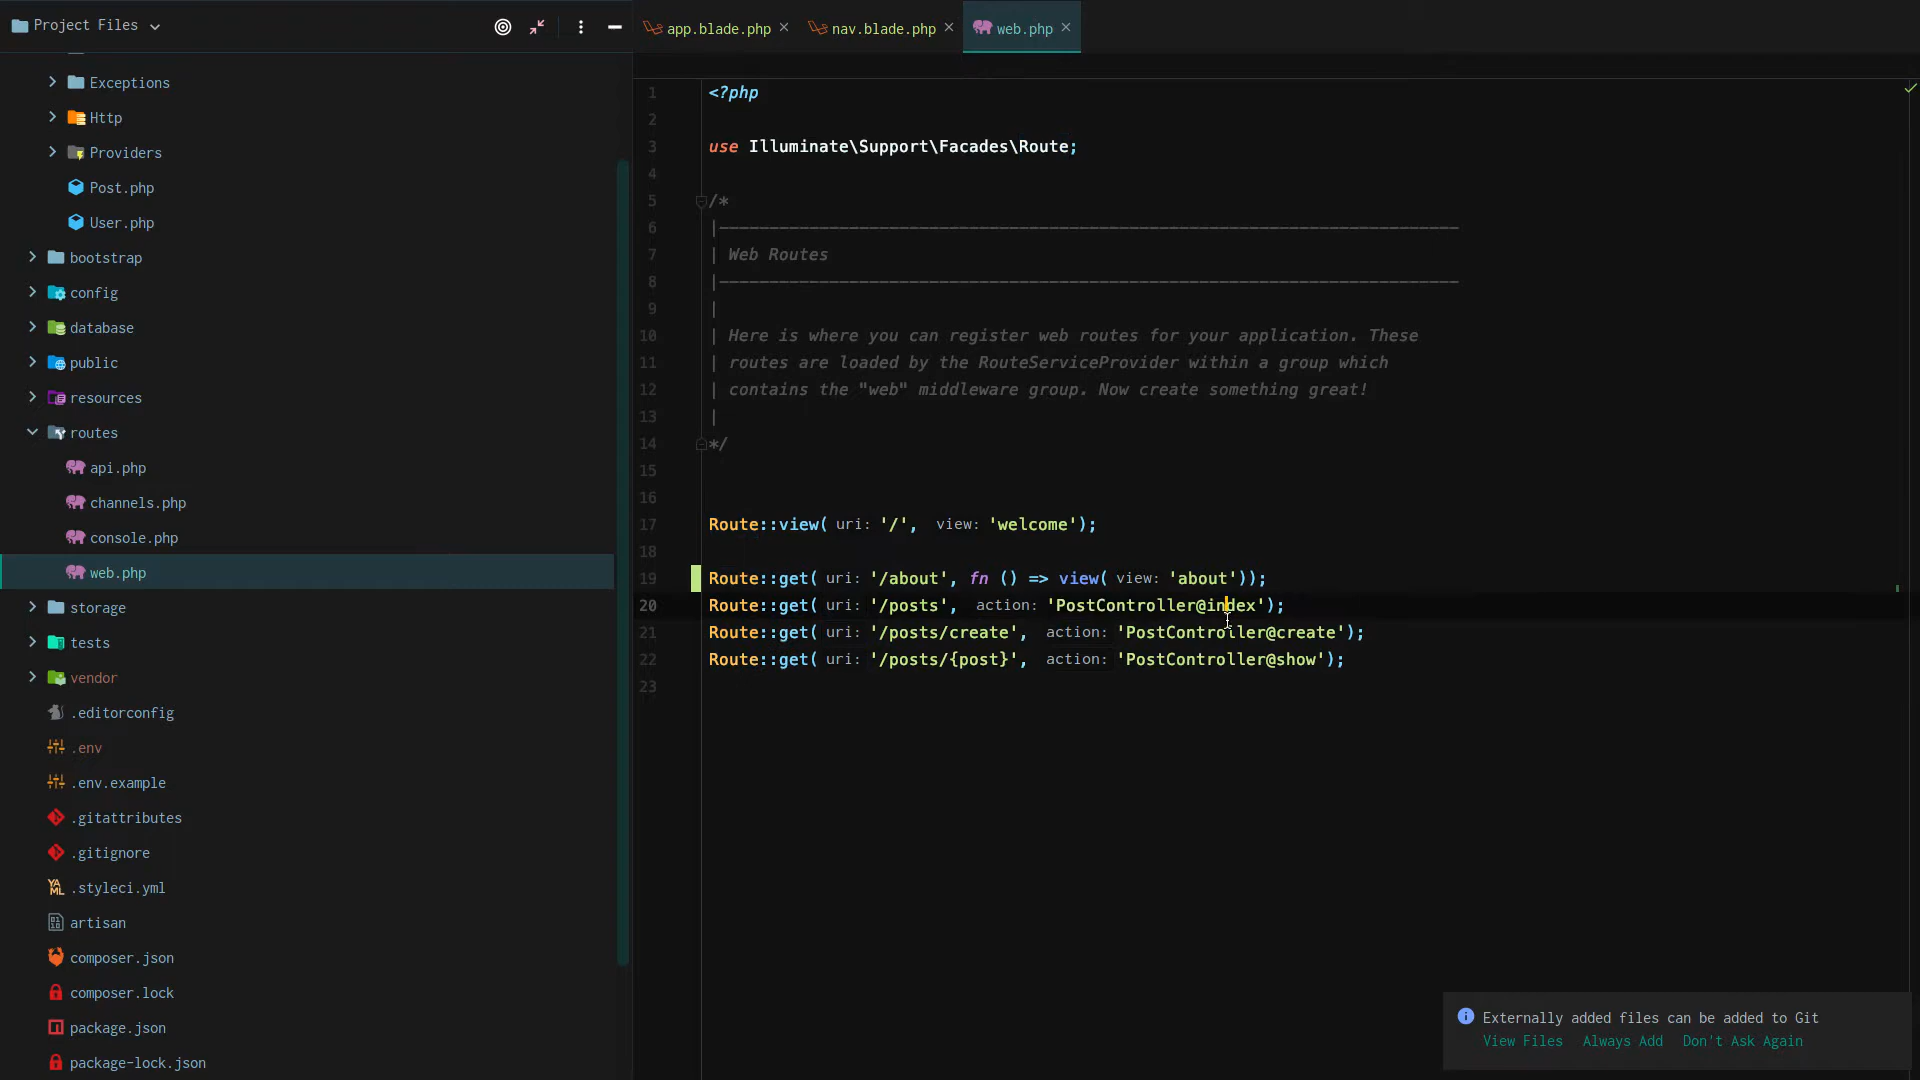 Project Files
Exceptions
Http
Providers
Post.php
User.php
bootstrap
config
database
public
resources
routes
api.php
channels.php
console.php
web.php
storage
tests
vendor
.editorconfig
.env
.env.example
.gitattributes
.gitignore
.styleci.yml
artisan
composer.json
composer.lock
package.json
package-lock.json
app.blade.php
nav.blade.php
web.php
1 <?php
2
3 use Illuminate\Support\Facades\Route;
4
5 /*
6 |--------------------------------------------------------------------------
7 | Web Routes
8 |--------------------------------------------------------------------------
9 |
10 | Here is where you can register web routes for your application. These
11 | routes are loaded by the RouteServiceProvider within a group which
12 | contains the "web" middleware group. Now create something great!
13 |
14 */
15
16
17 Route::view( uri: '/', view: 'welcome');
18
19 Route::get( uri: '/about', fn () => view( view: 'about'));
20 Route::get( uri: '/posts', action: 'PostController@index');
21 Route::get( uri: '/posts/create', action: 'PostController@create');
22 Route::get( uri: '/posts/{post}', action: 'PostController@show');
23
Externally added files can be added to Git
View Files Always Add Don't Ask Again